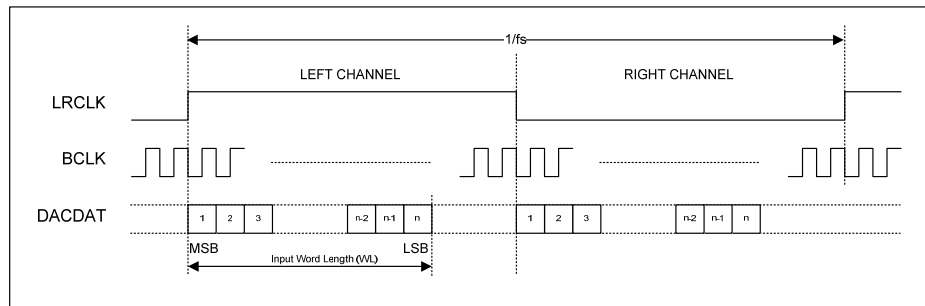 1/fs
LEFT CHANNEL RIGHT CHANNEL
LRCLK
BCLK
DACDAT 1 2 3 n-2 n-1 n 1 2 3 n-2 n-1 n
MSB LSB
Input Word Length (WL)